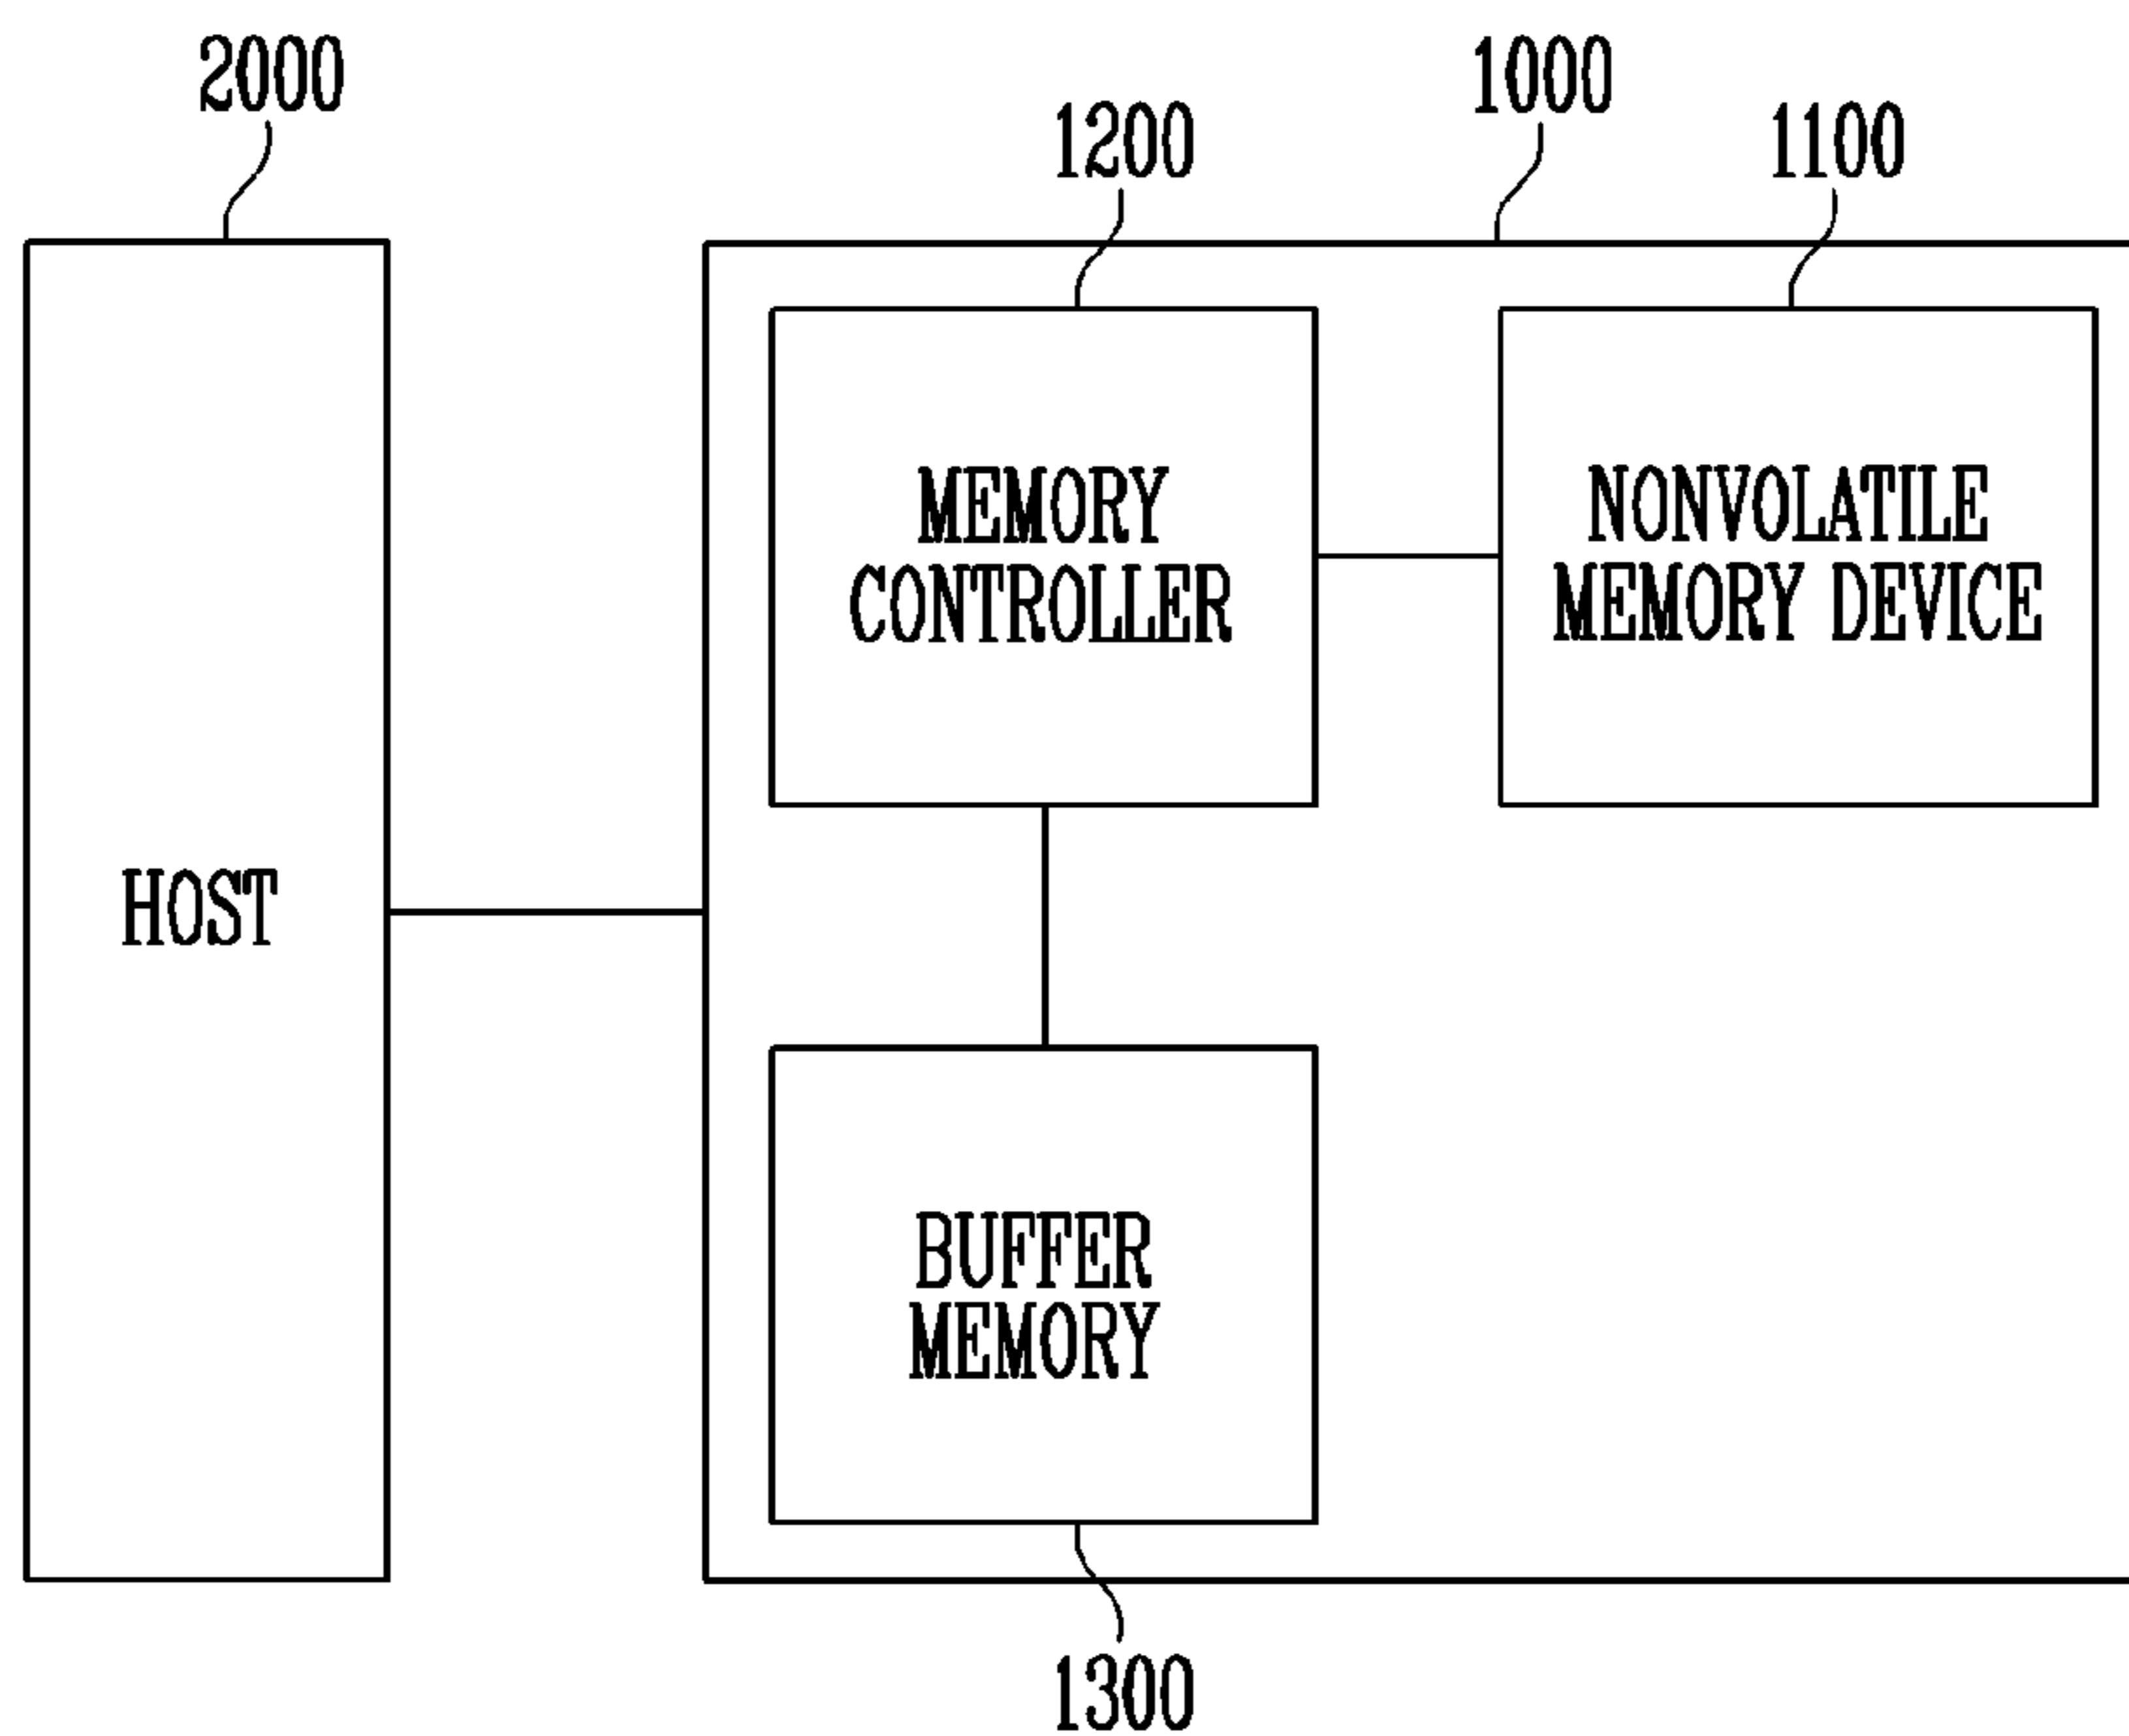 2000
1000
1200
1100
MEMORY
CONTROLLER
NONVOLATILE
MEMORY DEVICE
HOST
BUFFER
MEMORY
1300